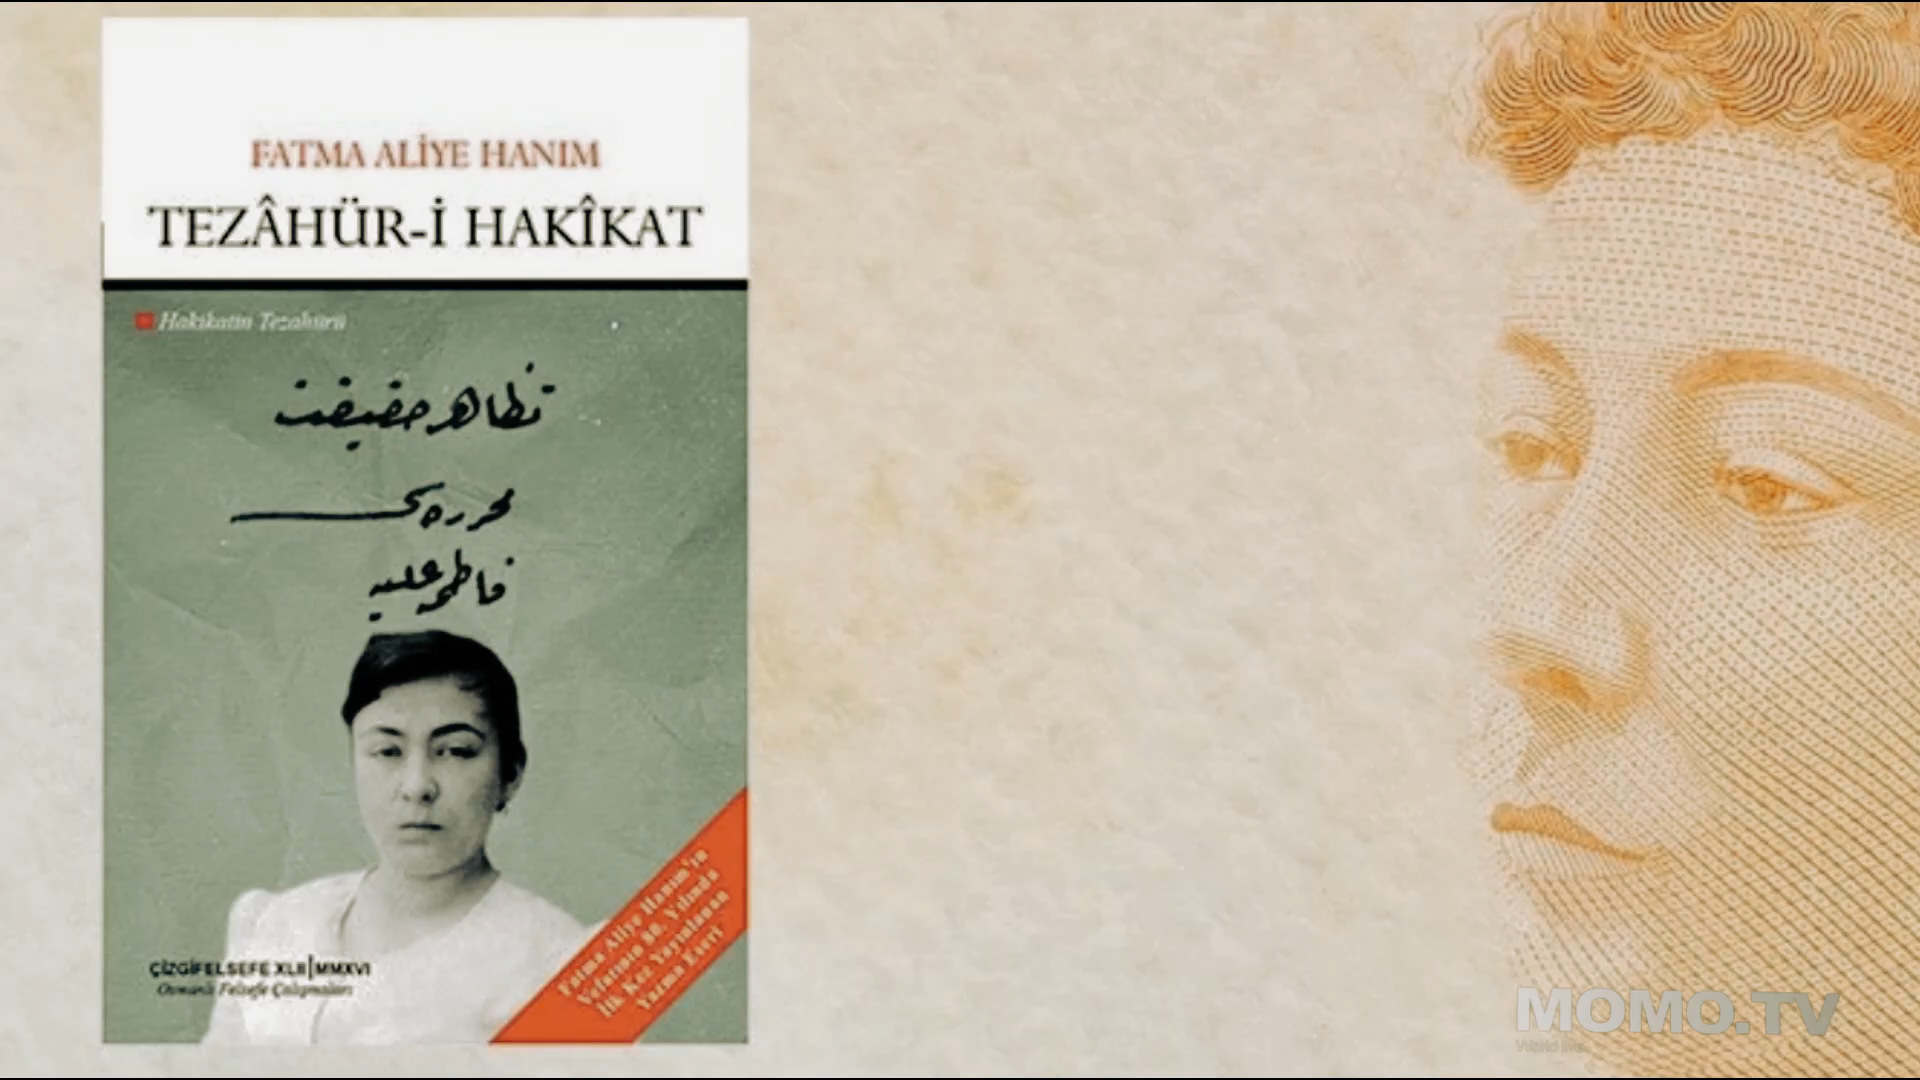 FATMA ALİYE HANIM
TEZÂHÜR-İ HAKÎKAT
Hakikatin Tezahürü
تظاهر حقیقت
محرره سی
فاطمه علیه
Fatma Aliye Hanım'ın
Vefatının 80. Yılında
İlk Kez Yayınlanan
Yazma Eseri
ÇİZGİFELSEFE XLII|MMXVI
Osmanlı Felsefe Çalışmaları
MOMO.TV